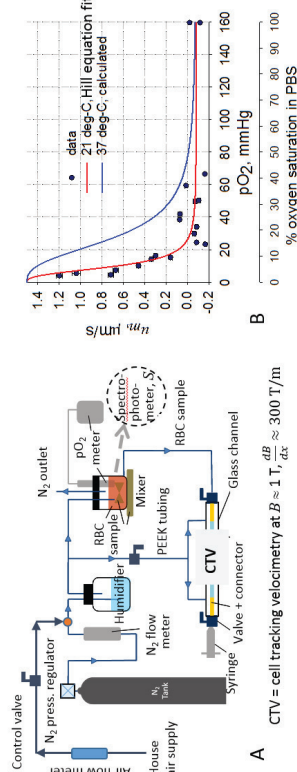 Control valve
N₂ press. regulator
Air flow meter
House
air supply
N₂
Tank
N₂ flow
meter
Humidifier
N₂ outlet
pO₂
meter
RBC
sample
Mixer
Spectro-
photo-
meter, S
PEEK tubing
RBC
sample
CTV
Glass channel
Valve + connector
Syringe
A
CTV = cell tracking velocimetry at B ≈ 1 T, dB/dx ≈ 300 T/m
data
21 deg-C, Hill equation fi
37 deg-C, calculated
um, μm/S
1.4
1.2
1.0
0.8
0.6
0.4
0.2
0.0
-0.2
0 20 40 60 80 100 120 140 160
pO2, mmHg
0 10 20 30 40 50 60 70 80 90 100
% oxygen saturation in PBS
B